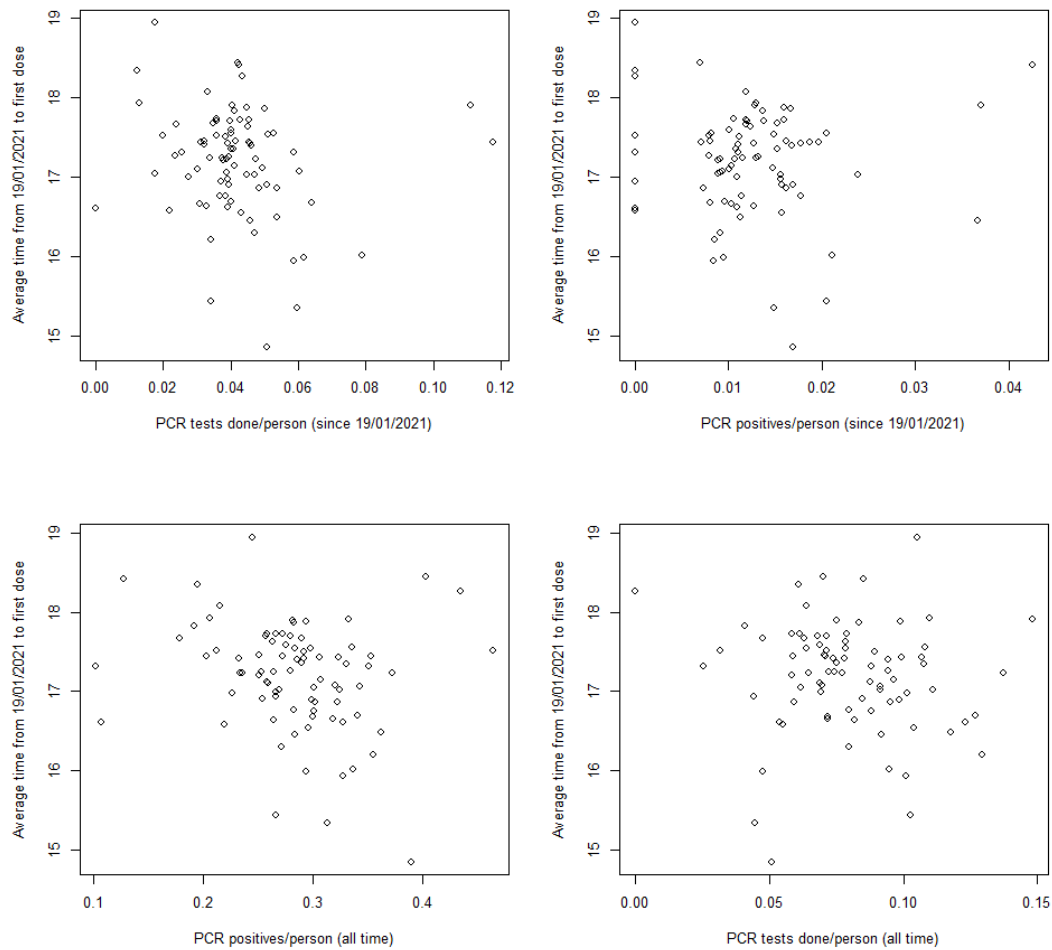 Average time from 19/01/2021 to first dose
19
18
17
16
15
0.00 0.02 0.04 0.06 0.08 0.10 0.12
PCR tests done/person (since 19/01/2021)
Average time from 19/01/2021 to first dose
19
18
17
16
15
0.00 0.01 0.02 0.03 0.04
PCR positives/person (since 19/01/2021)
Average time from 19/01/2021 to first dose
19
18
17
16
15
0.1 0.2 0.3 0.4
PCR positives/person (all time)
Average time from 19/01/2021 to first dose
19
18
17
16
15
0.00 0.05 0.10 0.15
PCR tests done/person (all time)